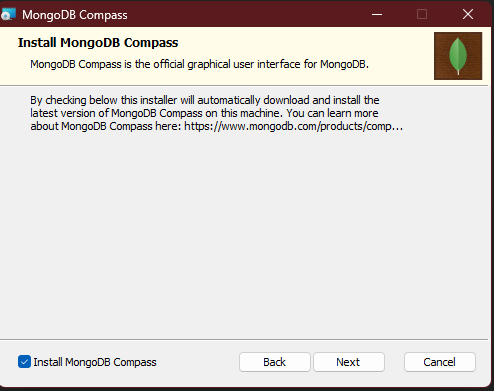 MongoDB Compass
Install MongoDB Compass
MongoDB Compass is the official graphical user interface for MongoDB.
By checking below this installer will automatically download and install the
latest version of MongoDB Compass on this machine. You can learn more
about MongoDB Compass here: https://www.mongodb.com/products/comp...
Install MongoDB Compass
Back
Next
Cancel